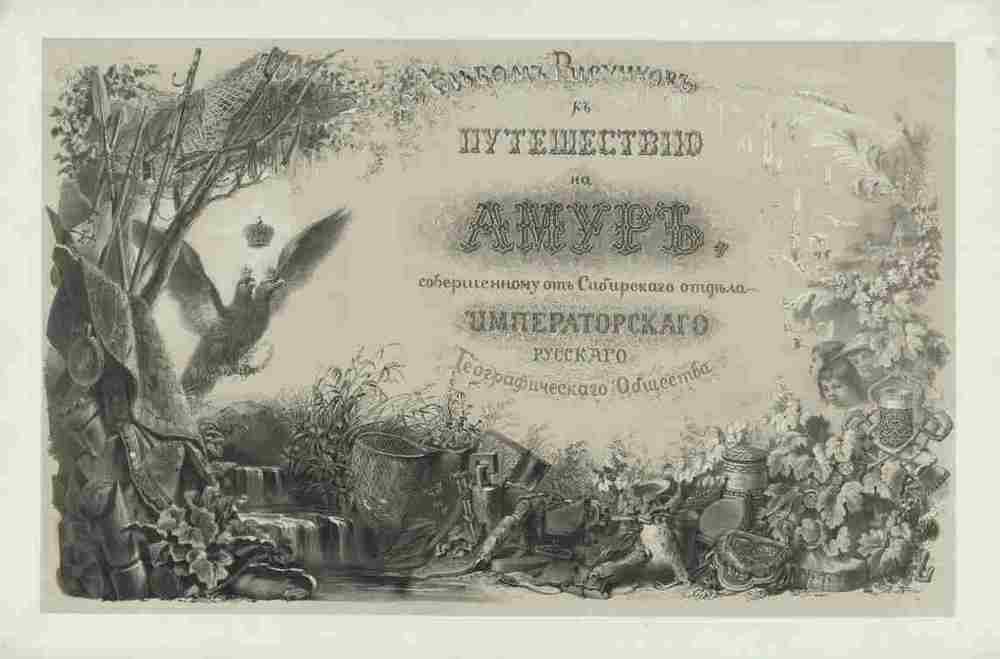 Альбомъ Рисунковъ
къ
ПУТЕШЕСТВІЮ
на
АМУРЪ,
совершенному отъ Сибирскаго отдѣла
ИМПЕРАТОРСКАГО
РУССКАГО
Географическаго Общества